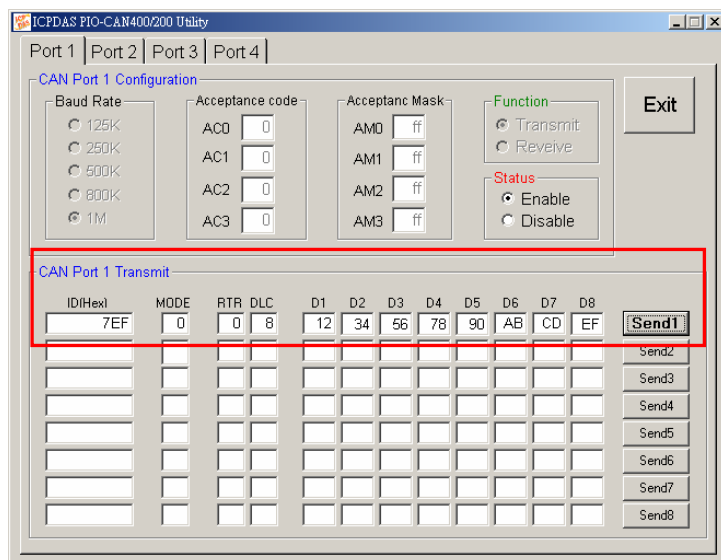 ICPDAS PIO-CAN400/200 Utility
Port 1 Port 2 Port 3 Port 4
CAN Port 1 Configuration
Baud Rate
125K
250K
500K
800K
1M
Acceptance code
AC0 0
AC1 0
AC2 0
AC3 0
Acceptanc Mask
AM0 ff
AM1 ff
AM2 ff
AM3 ff
Function
Transmit
Reveive
Status
Enable
Disable
Exit
CAN Port 1 Transmit
ID(Hex) MODE RTR DLC D1 D2 D3 D4 D5 D6 D7 D8
7EF 0 0 8 12 34 56 78 90 AB CD EF Send1
Send2
Send3
Send4
Send5
Send6
Send7
Send8